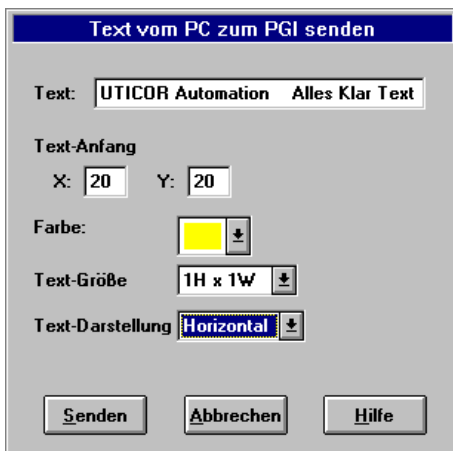 Text vom PC zum PGI senden
Text: UTICOR Automation Alles Klar Text
Text-Anfang
X: 20 Y: 20
Farbe:
Text-Größe 1H x 1W
Text-Darstellung Horizontal
Senden Abbrechen Hilfe